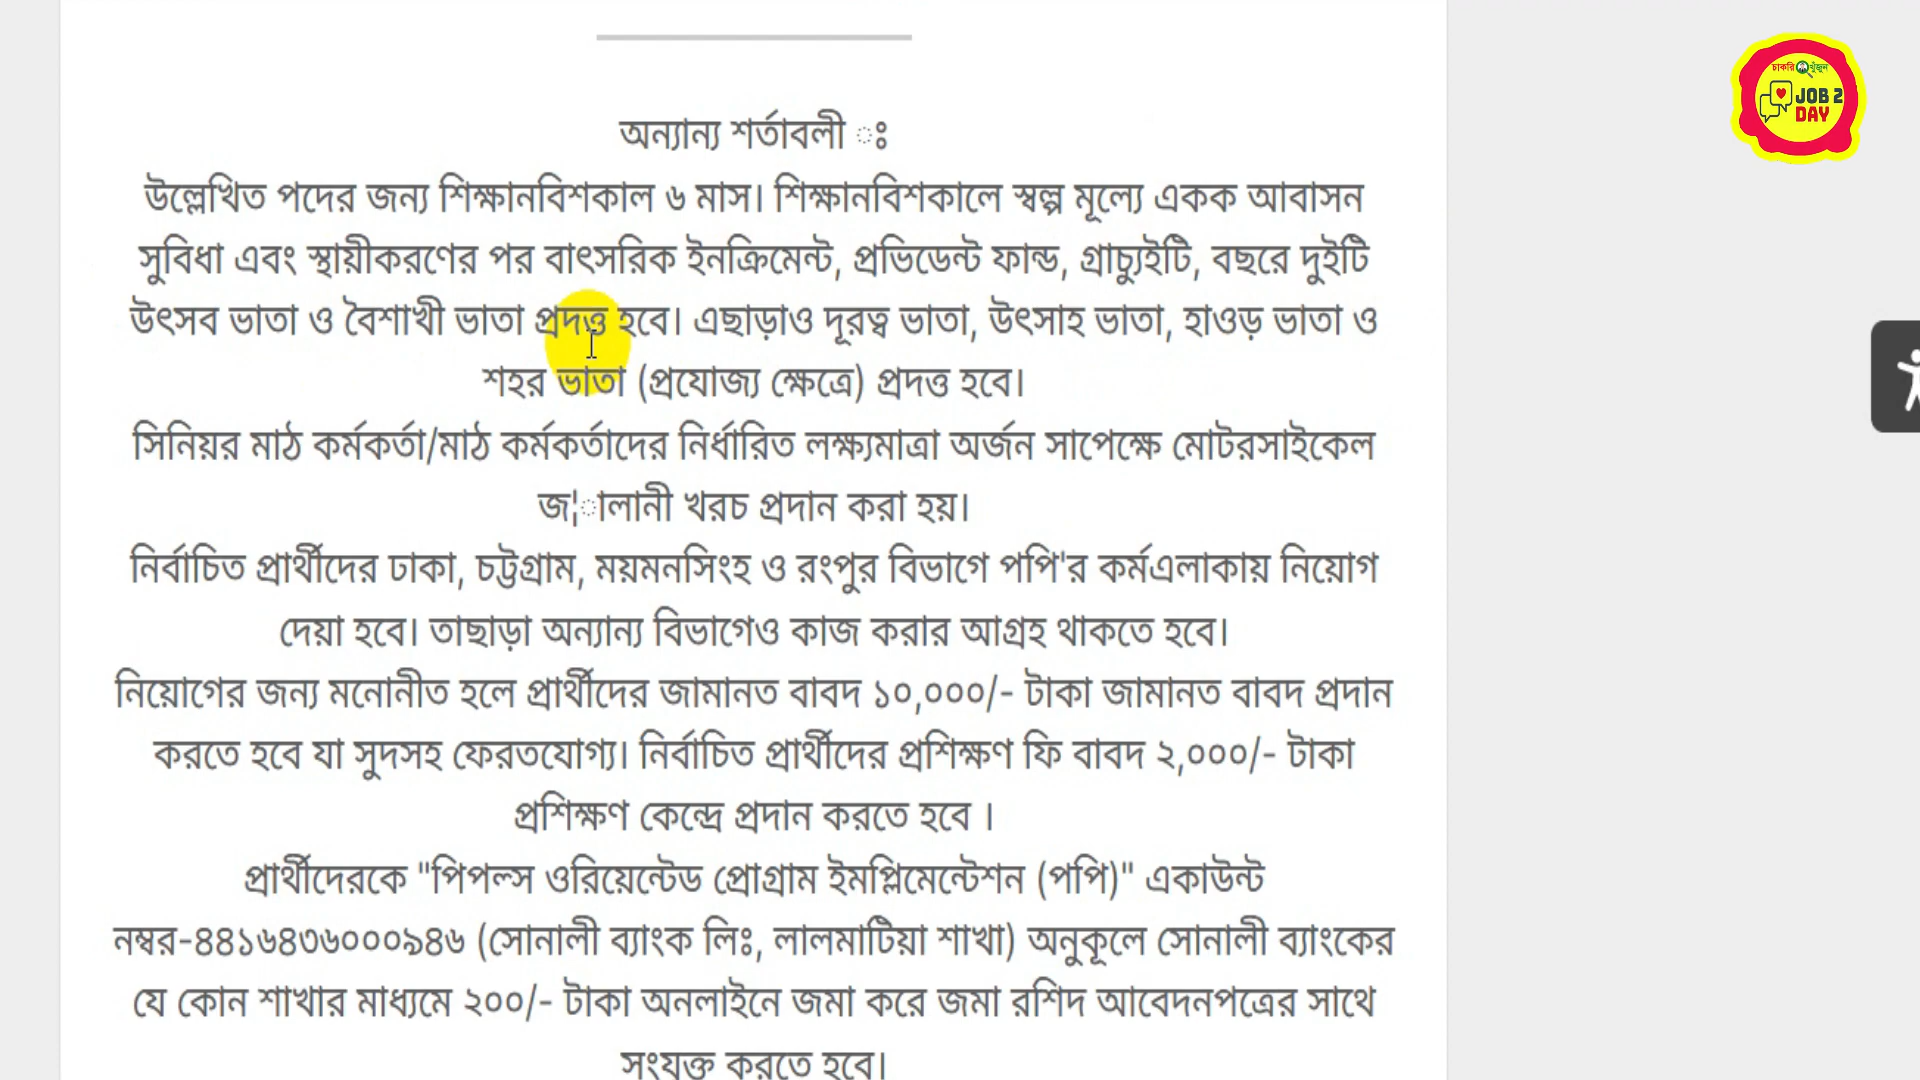 চাকরি খুঁজুন
JOB 2
DAY
অন্যান্য শর্তাবলী ঃ
উল্লেখিত পদের জন্য শিক্ষানবিশকাল ৬ মাস। শিক্ষানবিশকালে স্বল্প মূল্যে একক আবাসন
সুবিধা এবং স্থায়ীকরণের পর বাৎসরিক ইনক্রিমেন্ট, প্রভিডেন্ট ফান্ড, গ্রাচ্যুইটি, বছরে দুইটি
উৎসব ভাতা ও বৈশাখী ভাতা প্রদত্ত হবে। এছাড়াও দূরত্ব ভাতা, উৎসাহ ভাতা, হাওড় ভাতা ও
শহর ভাতা (প্রযোজ্য ক্ষেত্রে) প্রদত্ত হবে।
সিনিয়র মাঠ কর্মকর্তা/মাঠ কর্মকর্তাদের নির্ধারিত লক্ষ্যমাত্রা অর্জন সাপেক্ষে মোটরসাইকেল
জ¦ালানী খরচ প্রদান করা হয়।
নির্বাচিত প্রার্থীদের ঢাকা, চট্টগ্রাম, ময়মনসিংহ ও রংপুর বিভাগে পপি'র কর্মএলাকায় নিয়োগ
দেয়া হবে। তাছাড়া অন্যান্য বিভাগেও কাজ করার আগ্রহ থাকতে হবে।
নিয়োগের জন্য মনোনীত হলে প্রার্থীদের জামানত বাবদ ১০,০০০/- টাকা জামানত বাবদ প্রদান
করতে হবে যা সুদসহ ফেরতযোগ্য। নির্বাচিত প্রার্থীদের প্রশিক্ষণ ফি বাবদ ২,০০০/- টাকা
প্রশিক্ষণ কেন্দ্রে প্রদান করতে হবে ।
প্রার্থীদেরকে "পিপল্স ওরিয়েন্টেড প্রোগ্রাম ইমপ্লিমেন্টেশন (পপি)" একাউন্ট
নম্বর-৪৪১৬৪৩৬০০০৯৪৬ (সোনালী ব্যাংক লিঃ, লালমাটিয়া শাখা) অনুকূলে সোনালী ব্যাংকের
যে কোন শাখার মাধ্যমে ২০০/- টাকা অনলাইনে জমা করে জমা রশিদ আবেদনপত্রের সাথে
সংযুক্ত করতে হবে।